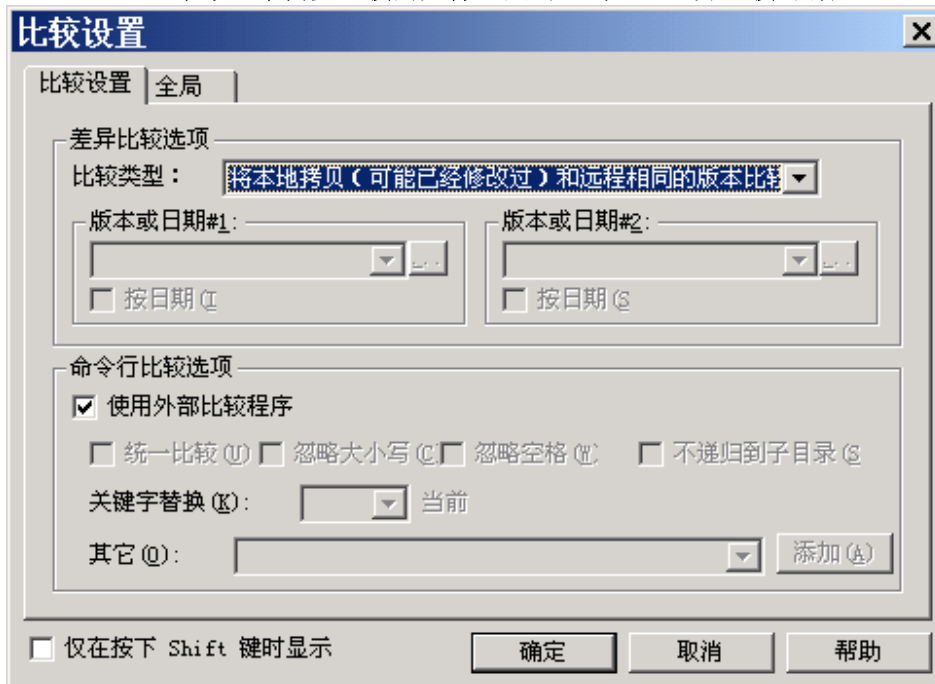 比较设置
比较设置 全局
差异比较选项
比较类型： 将本地拷贝（可能已经修改过）和远程相同的版本比较
版本或日期#1: 版本或日期#2:
按日期(I 按日期(S
命令行比较选项
使用外部比较程序
统一比较(U) 忽略大小写(C 忽略空格(W) 不递归到子目录(S
关键字替换(K): 当前
其它(O): 添加(A)
仅在按下 Shift 键时显示 确定 取消 帮助